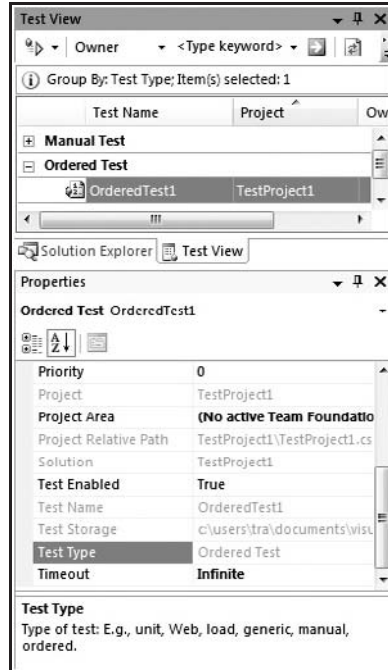 Test View
Owner <Type keyword>
Group By: Test Type; Item(s) selected: 1
Test Name Project Ow
Manual Test
Ordered Test
OrderedTest1 TestProject1
Solution Explorer Test View
Properties
Ordered Test OrderedTest1
Priority 0
Project TestProject1
Project Area (No active Team Foundatio
Project Relative Path TestProject1\TestProject1.cs
Solution TestProject1
Test Enabled True
Test Name OrderedTest1
Test Storage c:\users\tra\documents\visu
Test Type Ordered Test
Timeout Infinite
Test Type
Type of test: E.g., unit, Web, load, generic, manual,
ordered.